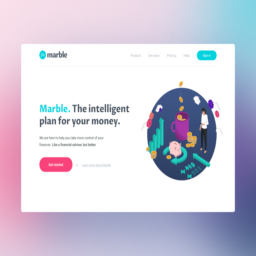 marble
Product Services Pricing Help Sign in
Marble. The intelligent
plan for your money.
We are here to help you take more control of your
finances. Like a financial advisor, but better.
Get started